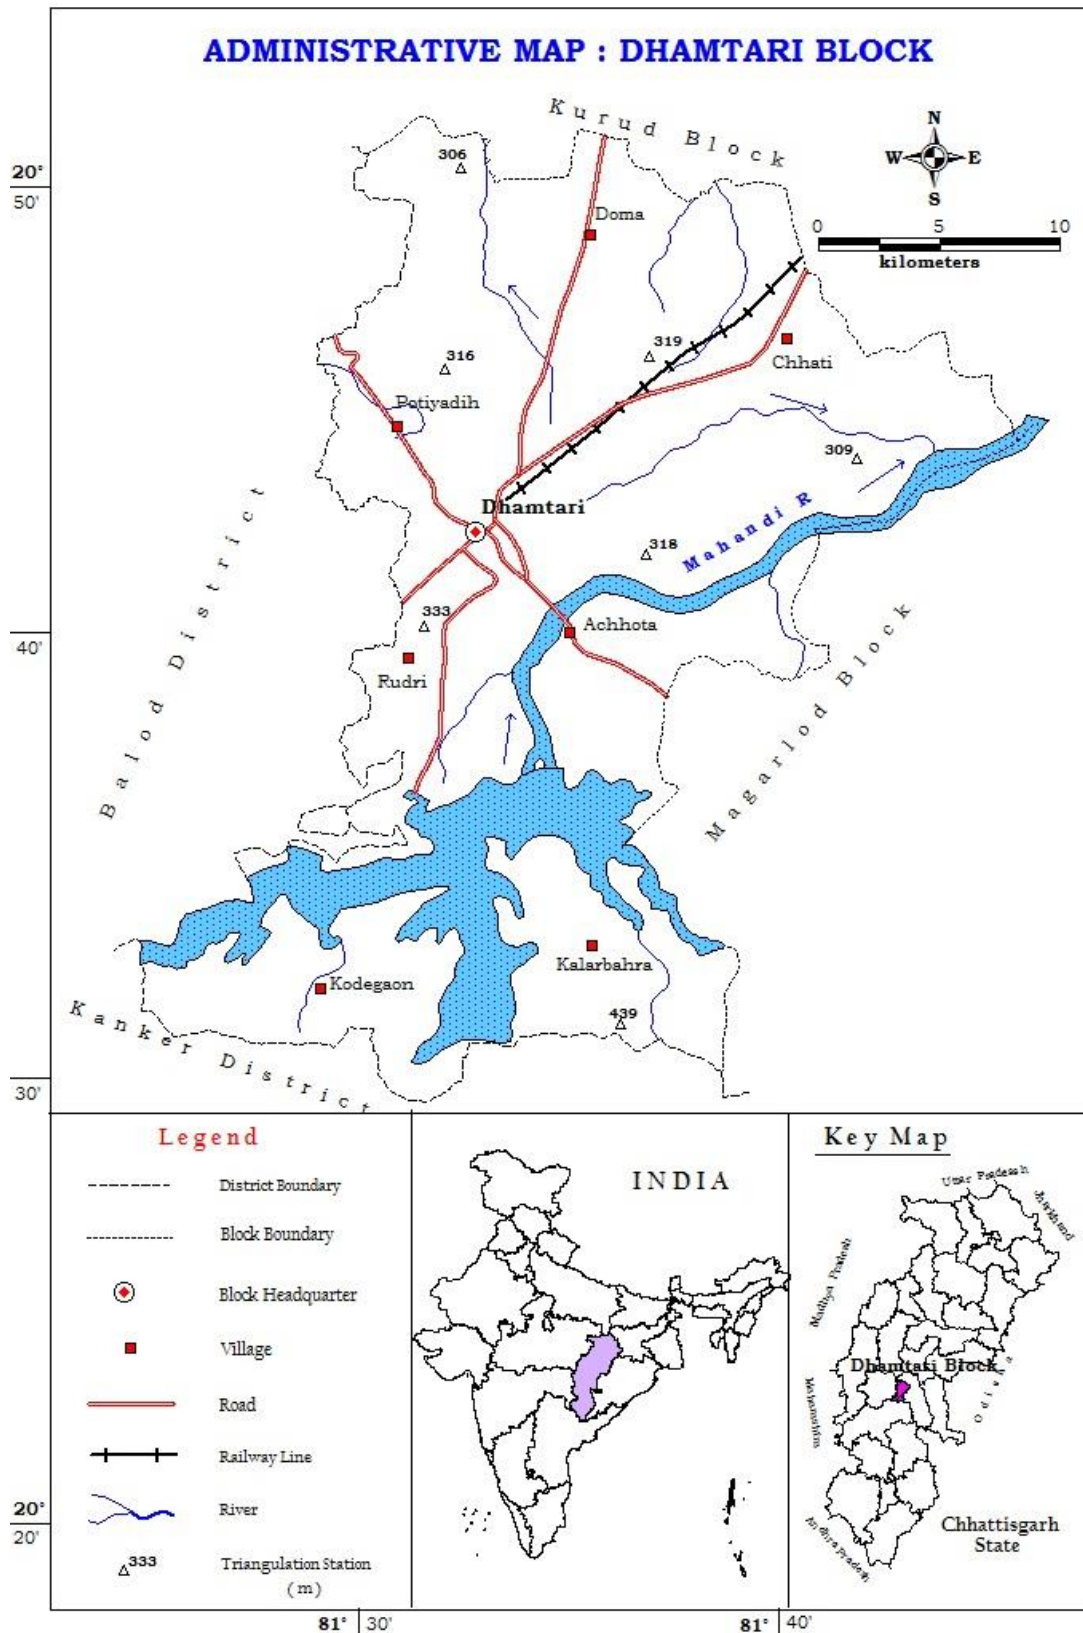 ADMINISTRATIVE MAP : DHAMTARI BLOCK
Kurud Block
N
W E
S
20°
50'
306
Doma
0 5 10
kilometers
319
Chhati
316
Potiyadih
309
Dhamtari
Mahandi R
318
Balod District
333
Achhota
40'
Rudri
Magarlod Block
Kalarbahra
Kodegaon
439
Kanker District
30'
Legend
District Boundary
Block Boundary
Block Headquarter
Village
Road
Railway Line
River
333
Triangulation Station
( m )
INDIA
Key Map
Uttar Pradesh
Jharkhand
Madhya Pradesh
Dhamtari Block
Odisha
Maharashtra
Andhra Pradesh
Chhattisgarh
State
20°
20'
81° 30'
81° 40'